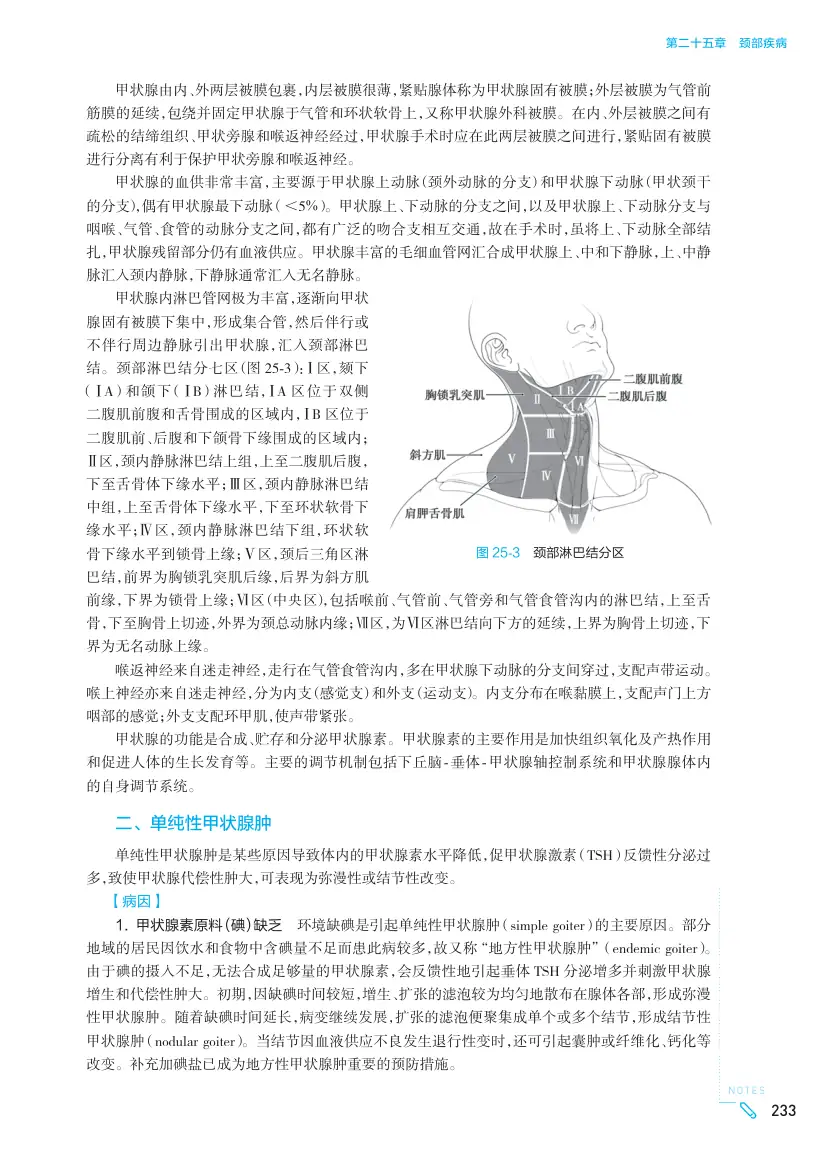 第二十五章 颈部疾病
甲状腺由内、外两层被膜包裹,内层被膜很薄,紧贴腺体称为甲状腺固有被膜;外层被膜为气管前
筋膜的延续,包绕并固定甲状腺于气管和环状软骨上,又称甲状腺外科被膜。在内、外层被膜之间有
疏松的结缔组织、甲状旁腺和喉返神经经过,甲状腺手术时应在此两层被膜之间进行,紧贴固有被膜
进行分离有利于保护甲状旁腺和喉返神经。
甲状腺的血供非常丰富,主要源于甲状腺上动脉(颈外动脉的分支)和甲状腺下动脉(甲状颈干
的分支),偶有甲状腺最下动脉(<5%)。甲状腺上、下动脉的分支之间,以及甲状腺上、下动脉分支与
咽喉、气管、食管的动脉分支之间,都有广泛的吻合支相互交通,故在手术时,虽将上、下动脉全部结
扎,甲状腺残留部分仍有血液供应。甲状腺丰富的毛细血管网汇合成甲状腺上、中和下静脉,上、中静
脉汇入颈内静脉,下静脉通常汇入无名静脉。
甲状腺内淋巴管网极为丰富,逐渐向甲状
腺固有被膜下集中,形成集合管,然后伴行或
不伴行周边静脉引出甲状腺,汇入颈部淋巴
结。颈部淋巴结分七区(图 25-3):Ⅰ区,颏下
(ⅠA)和颌下(ⅠB)淋巴结,ⅠA 区位于双侧
二腹肌前腹和舌骨围成的区域内,ⅠB 区位于
二腹肌前、后腹和下颌骨下缘围成的区域内;
Ⅱ区,颈内静脉淋巴结上组,上至二腹肌后腹,
下至舌骨体下缘水平;Ⅲ区,颈内静脉淋巴结
中组,上至舌骨体下缘水平,下至环状软骨下
缘水平;Ⅳ区,颈内静脉淋巴结下组,环状软
骨下缘水平到锁骨上缘;Ⅴ区,颈后三角区淋
巴结,前界为胸锁乳突肌后缘,后界为斜方肌
前缘,下界为锁骨上缘;Ⅵ区(中央区),包括喉前、气管前、气管旁和气管食管沟内的淋巴结,上至舌
骨,下至胸骨上切迹,外界为颈总动脉内缘;Ⅶ区,为Ⅵ区淋巴结向下方的延续,上界为胸骨上切迹,下
界为无名动脉上缘。
二腹肌前腹
二腹肌后腹
胸锁乳突肌
斜方肌
肩胛舌骨肌
ⅠB
ⅠA
Ⅱ
Ⅲ
Ⅴ
Ⅵ
Ⅳ
Ⅶ
图 25-3 颈部淋巴结分区
喉返神经来自迷走神经,走行在气管食管沟内,多在甲状腺下动脉的分支间穿过,支配声带运动。
喉上神经亦来自迷走神经,分为内支(感觉支)和外支(运动支)。内支分布在喉黏膜上,支配声门上方
咽部的感觉;外支支配环甲肌,使声带紧张。
甲状腺的功能是合成、贮存和分泌甲状腺素。甲状腺素的主要作用是加快组织氧化及产热作用
和促进人体的生长发育等。主要的调节机制包括下丘脑-垂体-甲状腺轴控制系统和甲状腺腺体内
的自身调节系统。
二、单纯性甲状腺肿
单纯性甲状腺肿是某些原因导致体内的甲状腺素水平降低,促甲状腺激素(TSH)反馈性分泌过
多,致使甲状腺代偿性肿大,可表现为弥漫性或结节性改变。
【病因】
1. 甲状腺素原料(碘)缺乏 环境缺碘是引起单纯性甲状腺肿(simple goiter)的主要原因。部分
地域的居民因饮水和食物中含碘量不足而患此病较多,故又称“地方性甲状腺肿”(endemic goiter)。
由于碘的摄入不足,无法合成足够量的甲状腺素,会反馈性地引起垂体 TSH 分泌增多并刺激甲状腺
增生和代偿性肿大。初期,因缺碘时间较短,增生、扩张的滤泡较为均匀地散布在腺体各部,形成弥漫
性甲状腺肿。随着缺碘时间延长,病变继续发展,扩张的滤泡便聚集成单个或多个结节,形成结节性
甲状腺肿(nodular goiter)。当结节因血液供应不良发生退行性变时,还可引起囊肿或纤维化、钙化等
改变。补充加碘盐已成为地方性甲状腺肿重要的预防措施。
NOTES
233